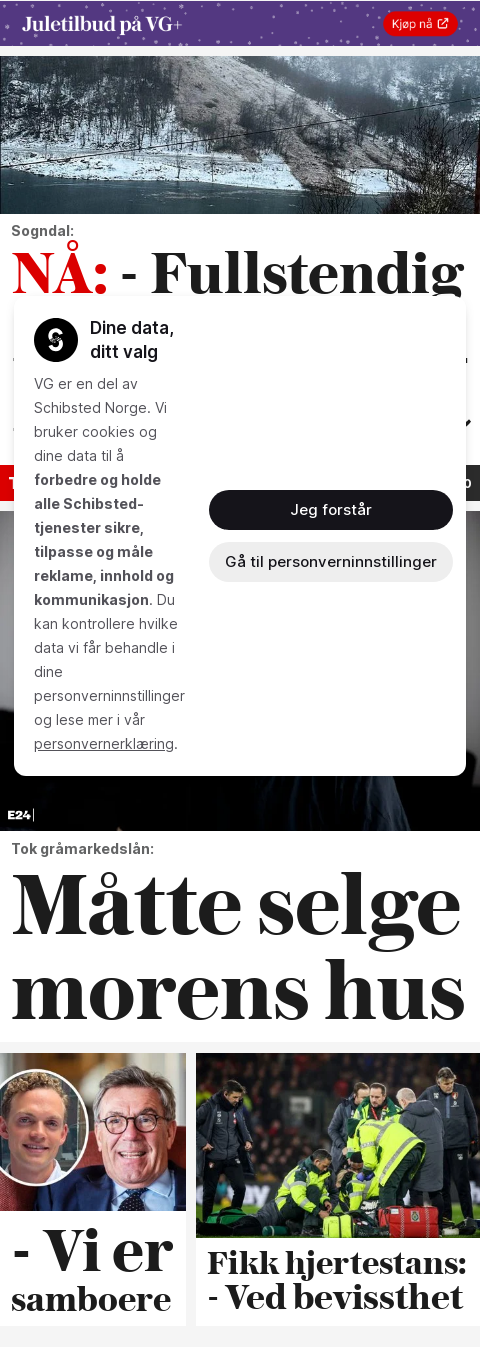 Juletilbud på VG+
Kjøp nå
Sogndal:
NÅ: - Fullstendig
Dine data,
ditt valg
VG er en del av
Schibsted Norge. Vi
bruker cookies og
dine data til å
forbedre og holde
alle Schibsted-
tjenester sikre,
tilpasse og måle
reklame, innhold og
kommunikasjon. Du
kan kontrollere hvilke
data vi får behandle i
dine
personverninnstillinger
og lese mer i vår
personvernerklæring.
Jeg forstår
Gå til personverninnstillinger
E24
Tok gråmarkedslån:
Måtte selge
morens hus
- Vi er
samboere
Fikk hjertestans:
- Ved bevissthet